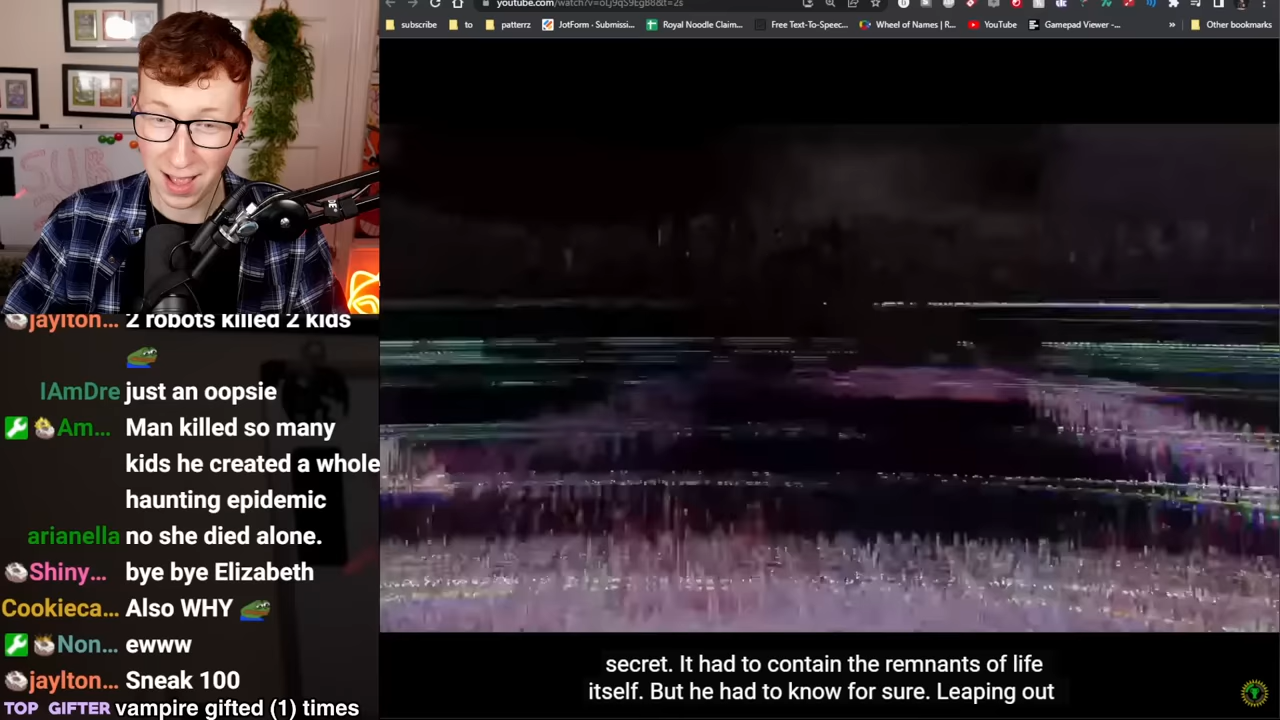 youtube.com/watch?v=
subscribe to patterz JotForm - Submissi... Royal Noodle Claim... Free Text-To-Speec... Wheel of Names | R... YouTube Gamepad Viewer -... » Other bookmarks
SUB
jaylton... 2 robots killed 2 kids
IAmDre just an oopsie
Am... Man killed so many
kids he created a whole
haunting epidemic
arianella no she died alone.
Shiny... bye bye Elizabeth
Cookieca... Also WHY
Non... ewww
jaylton... Sneak 100
TOP GIFTER vampire gifted (1) times
secret. It had to contain the remnants of life
itself. But he had to know for sure. Leaping out